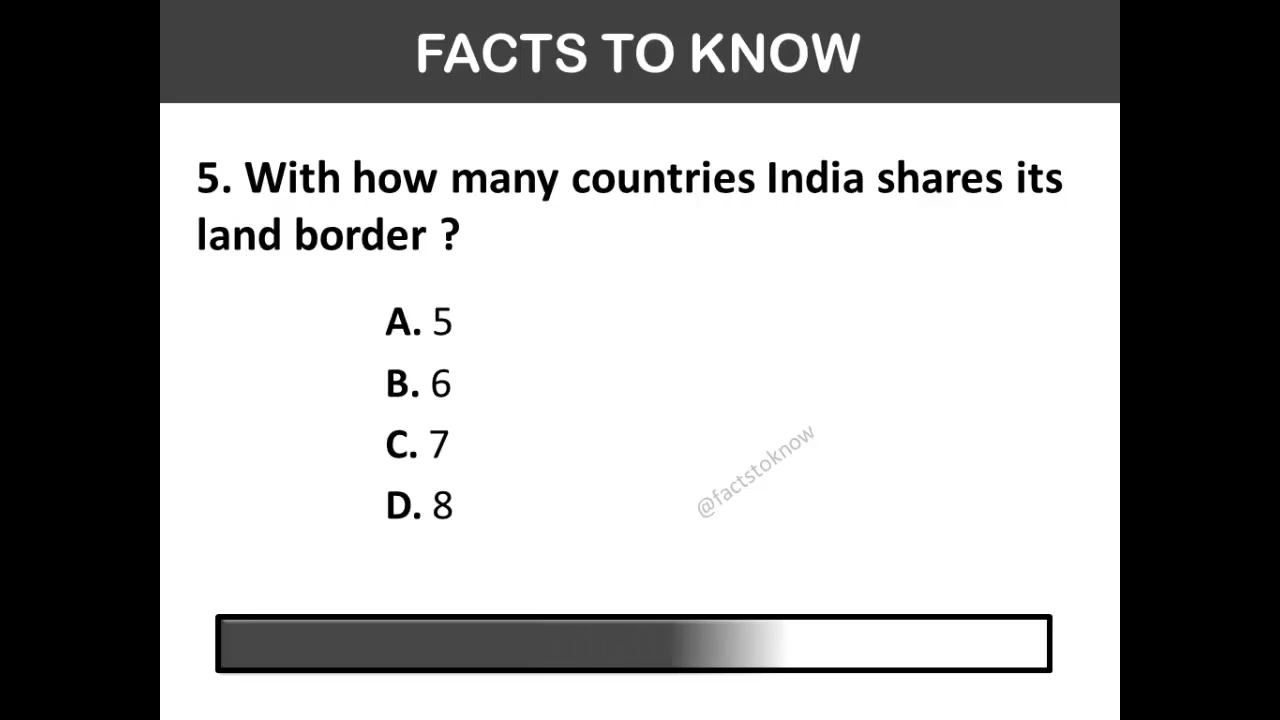 FACTS TO KNOW
5. With how many countries India shares its
land border ?
A. 5
B. 6
C. 7
D. 8
@factstoknow